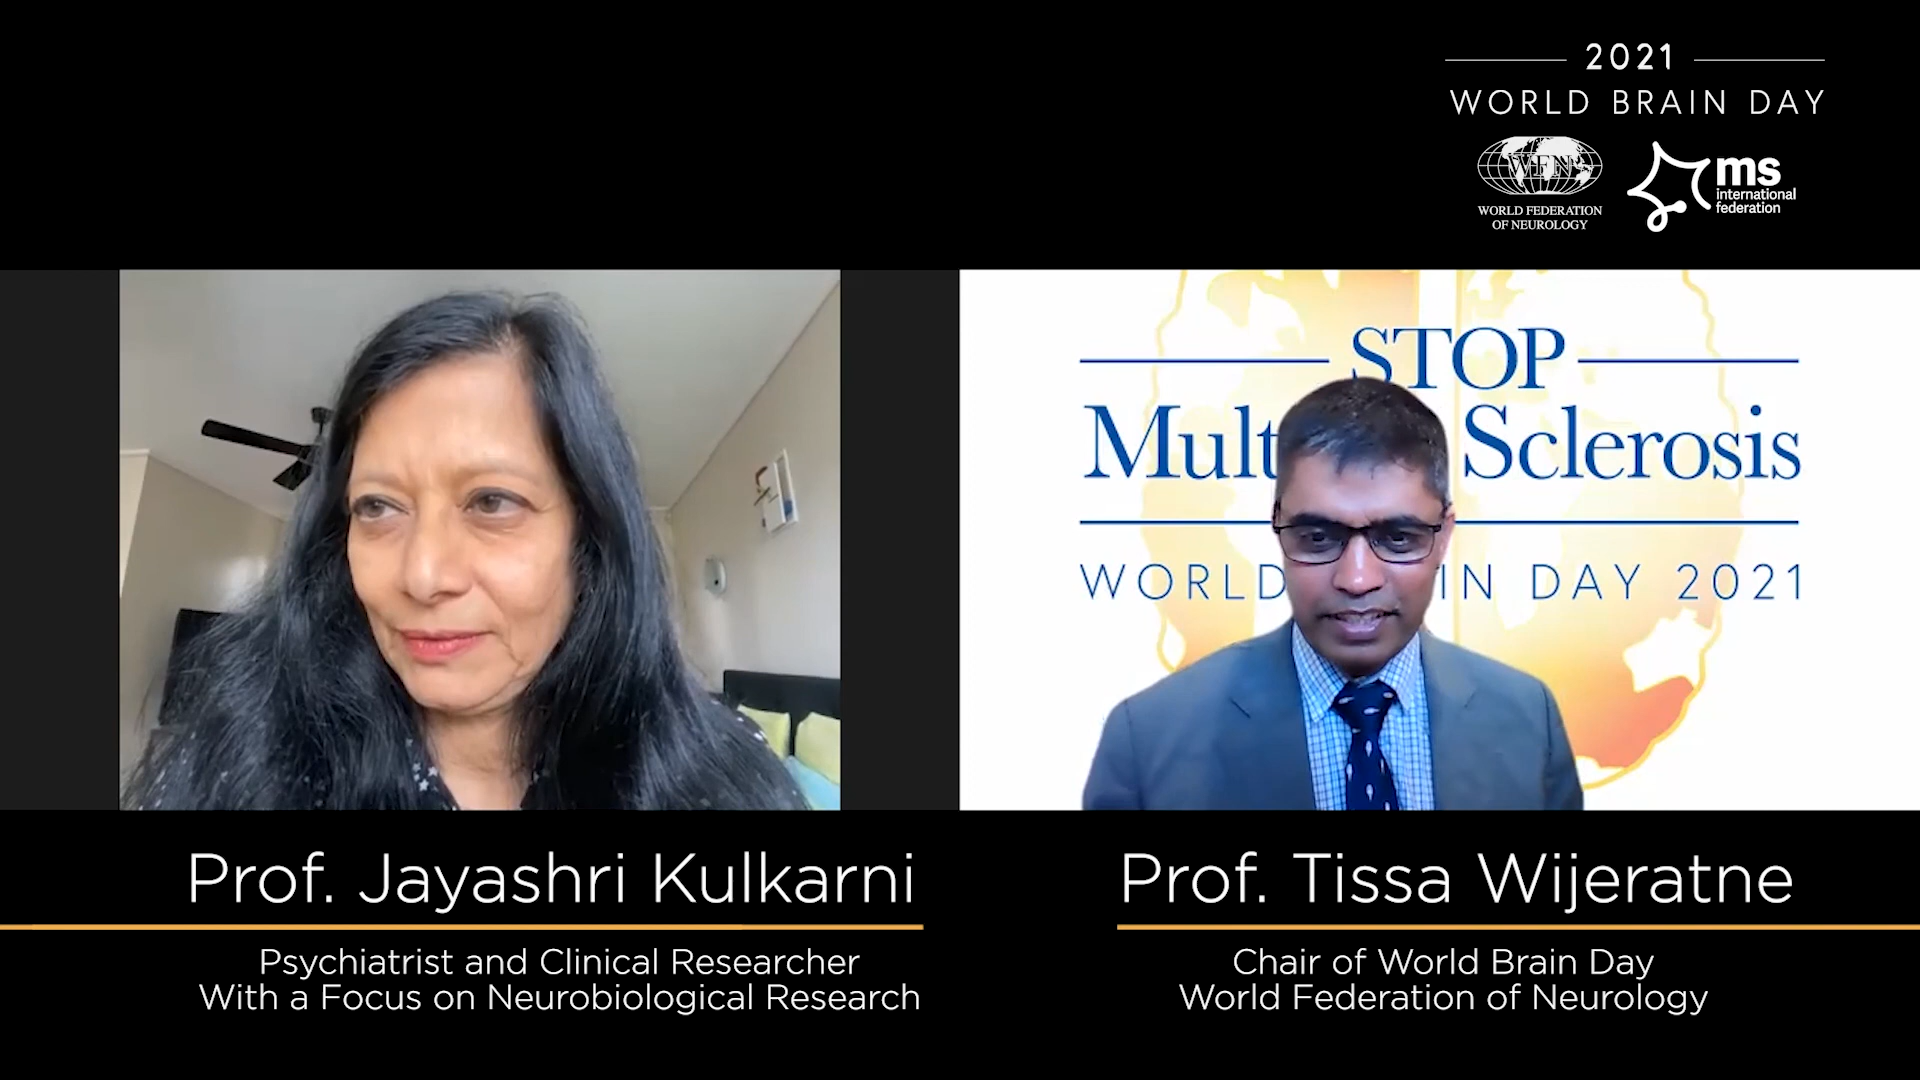 2021
WORLD BRAIN DAY
WFN
WORLD FEDERATION
OF NEUROLOGY
ms
international
federation
STOP
Mult Sclerosis
WORLD IN DAY 2021
Prof. Jayashri Kulkarni
Psychiatrist and Clinical Researcher
With a Focus on Neurobiological Research
Prof. Tissa Wijeratne
Chair of World Brain Day
World Federation of Neurology